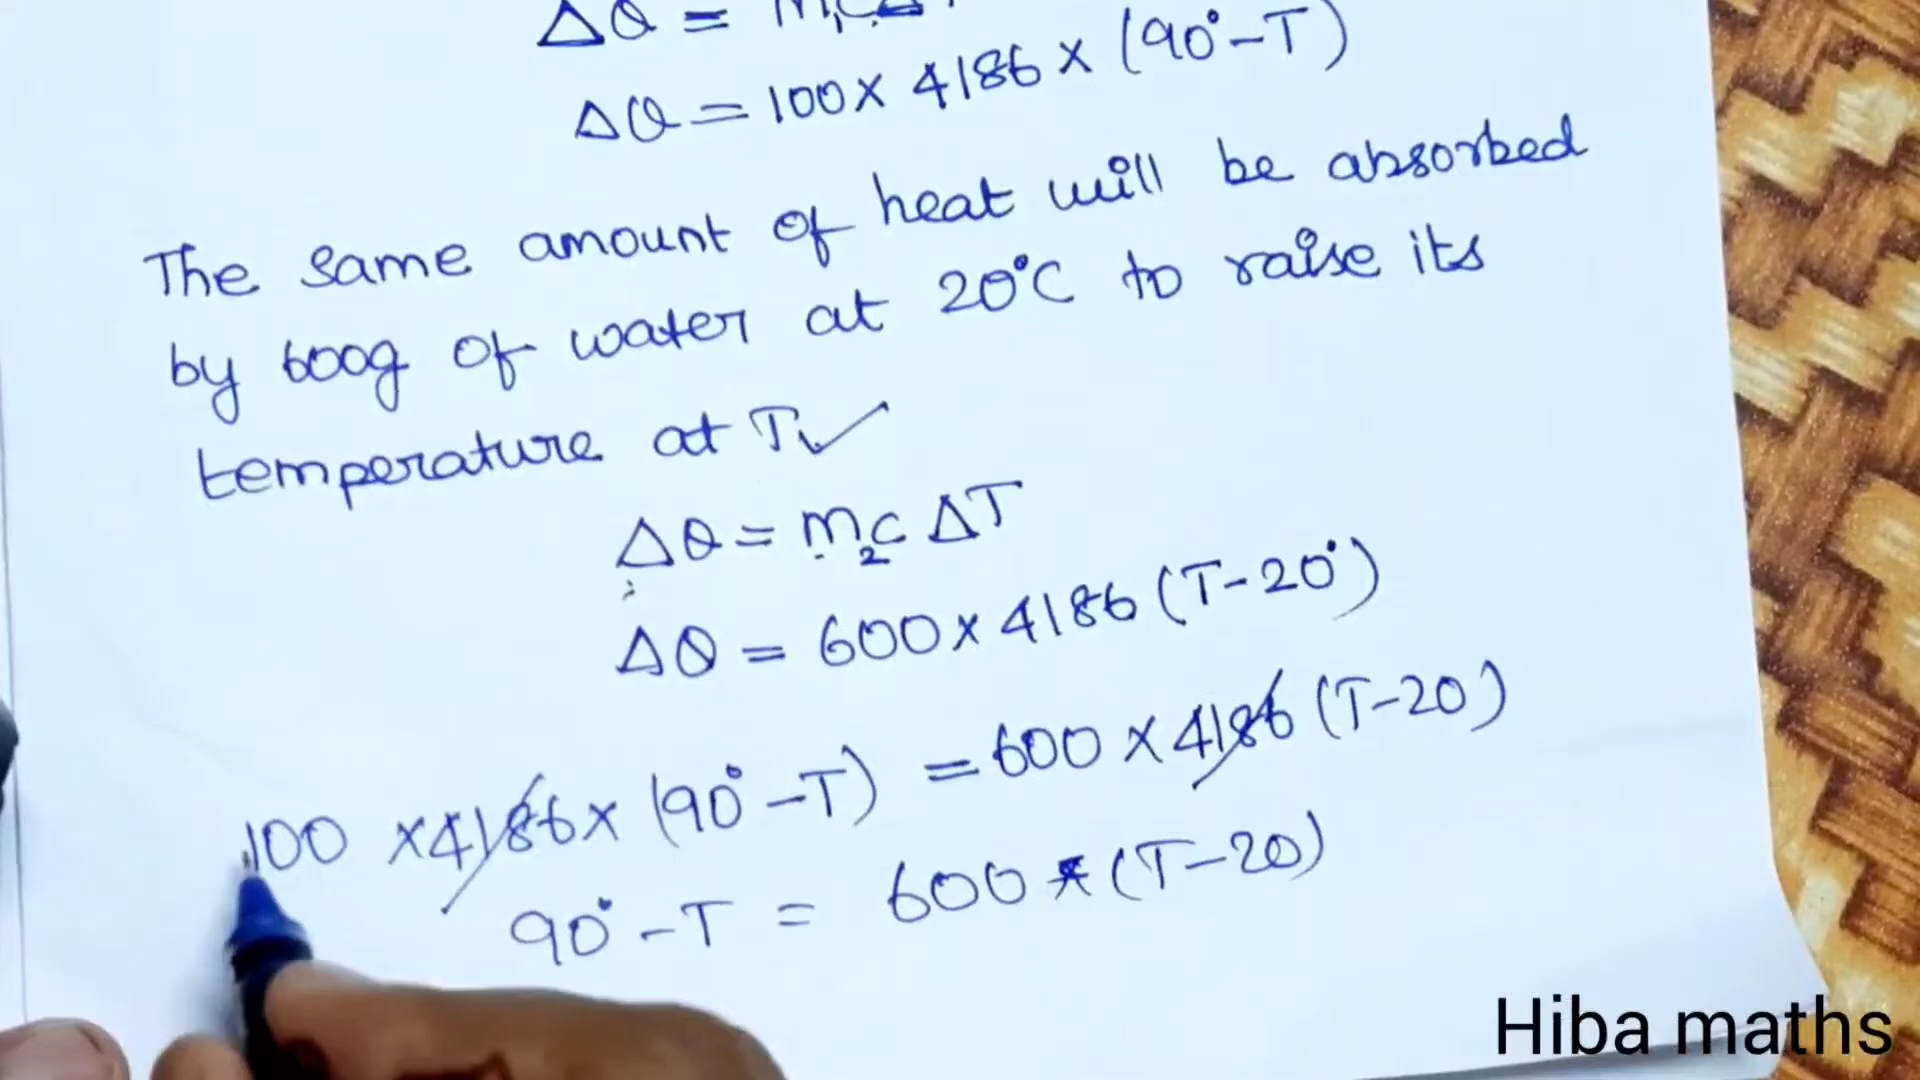 ΔQ = m₁cΔ
ΔQ = 100 × 4186 × (90° – T)
The same amount of heat will be absorbed
by 600g of water at 20°C to raise its
temperature at T ✓
ΔQ = m₂c ΔT
ΔQ = 600 × 4186 (T – 20°)
100 × 4186 × (90° – T) = 600 × 4186 (T – 20)
90° – T = 600 × (T – 20)
Hiba maths